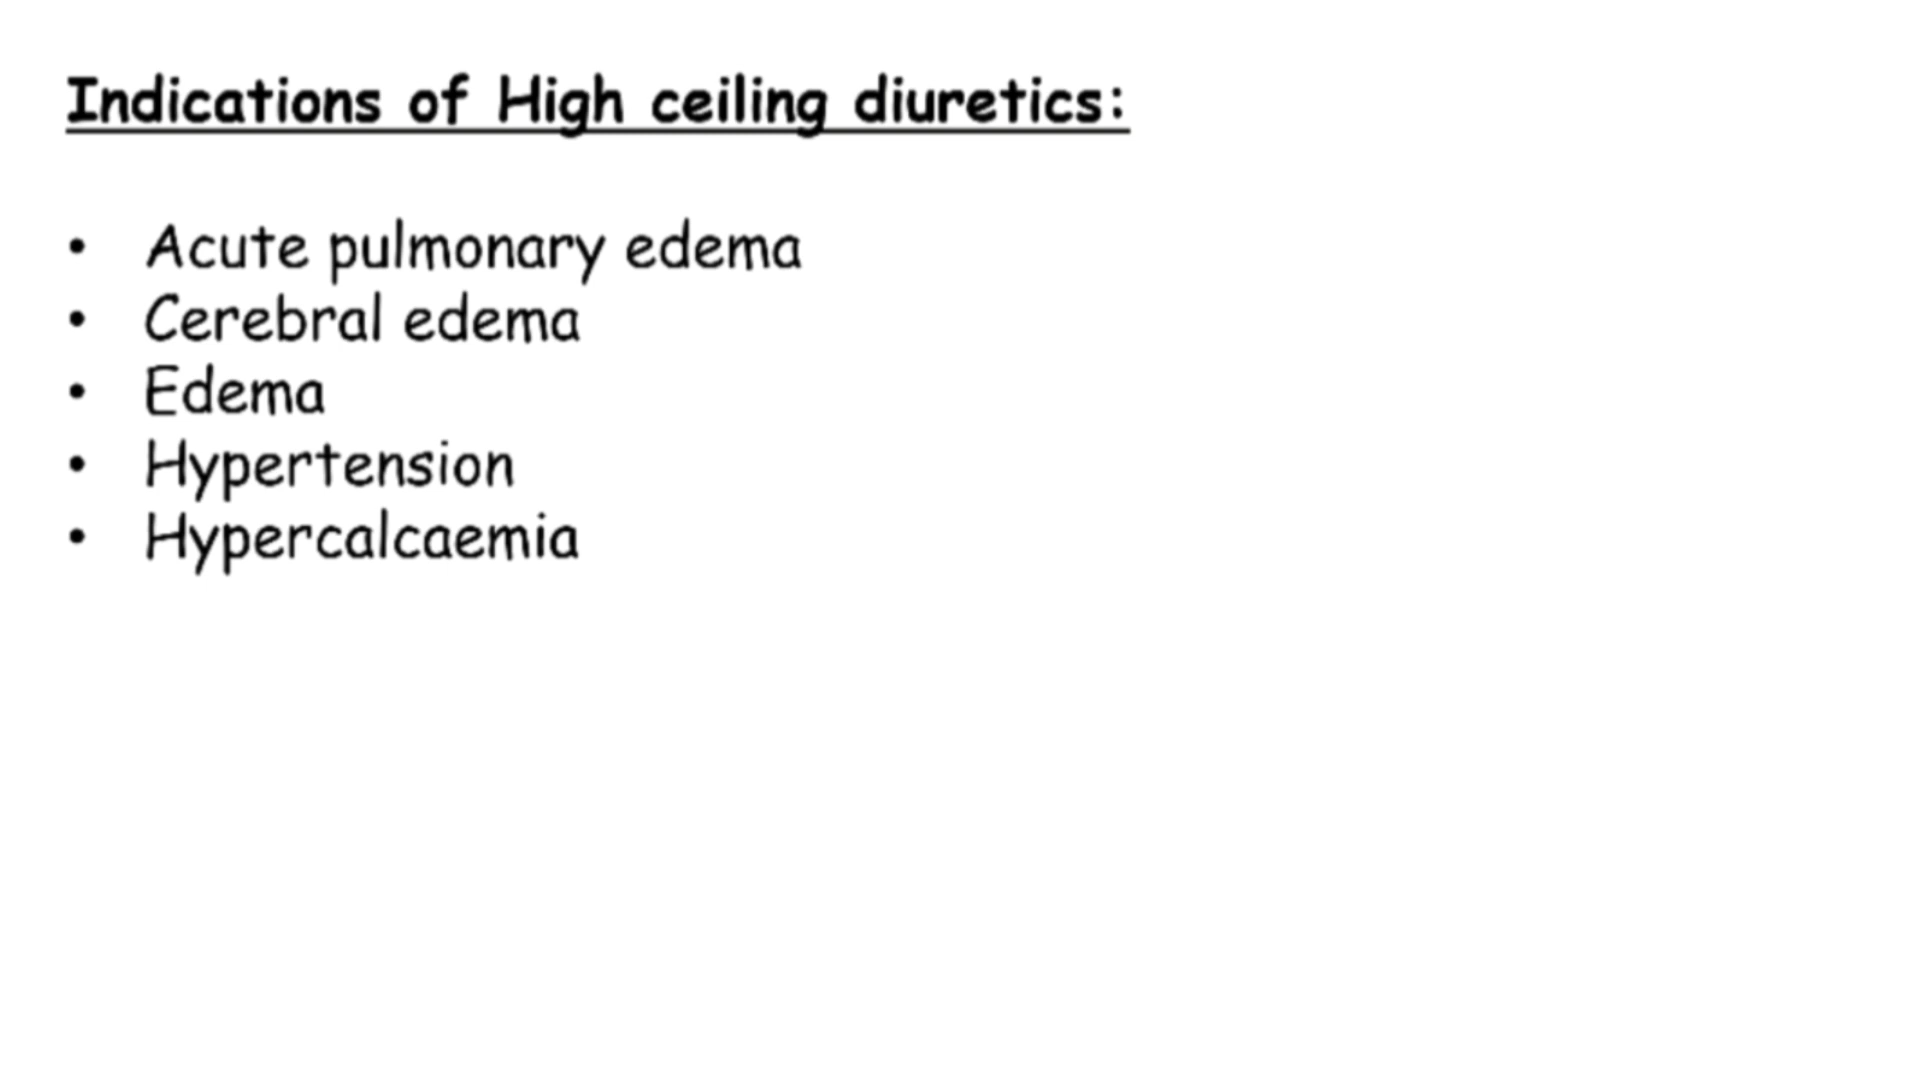 Indications of High ceiling diuretics:
• Acute pulmonary edema
• Cerebral edema
• Edema
• Hypertension
• Hypercalcaemia